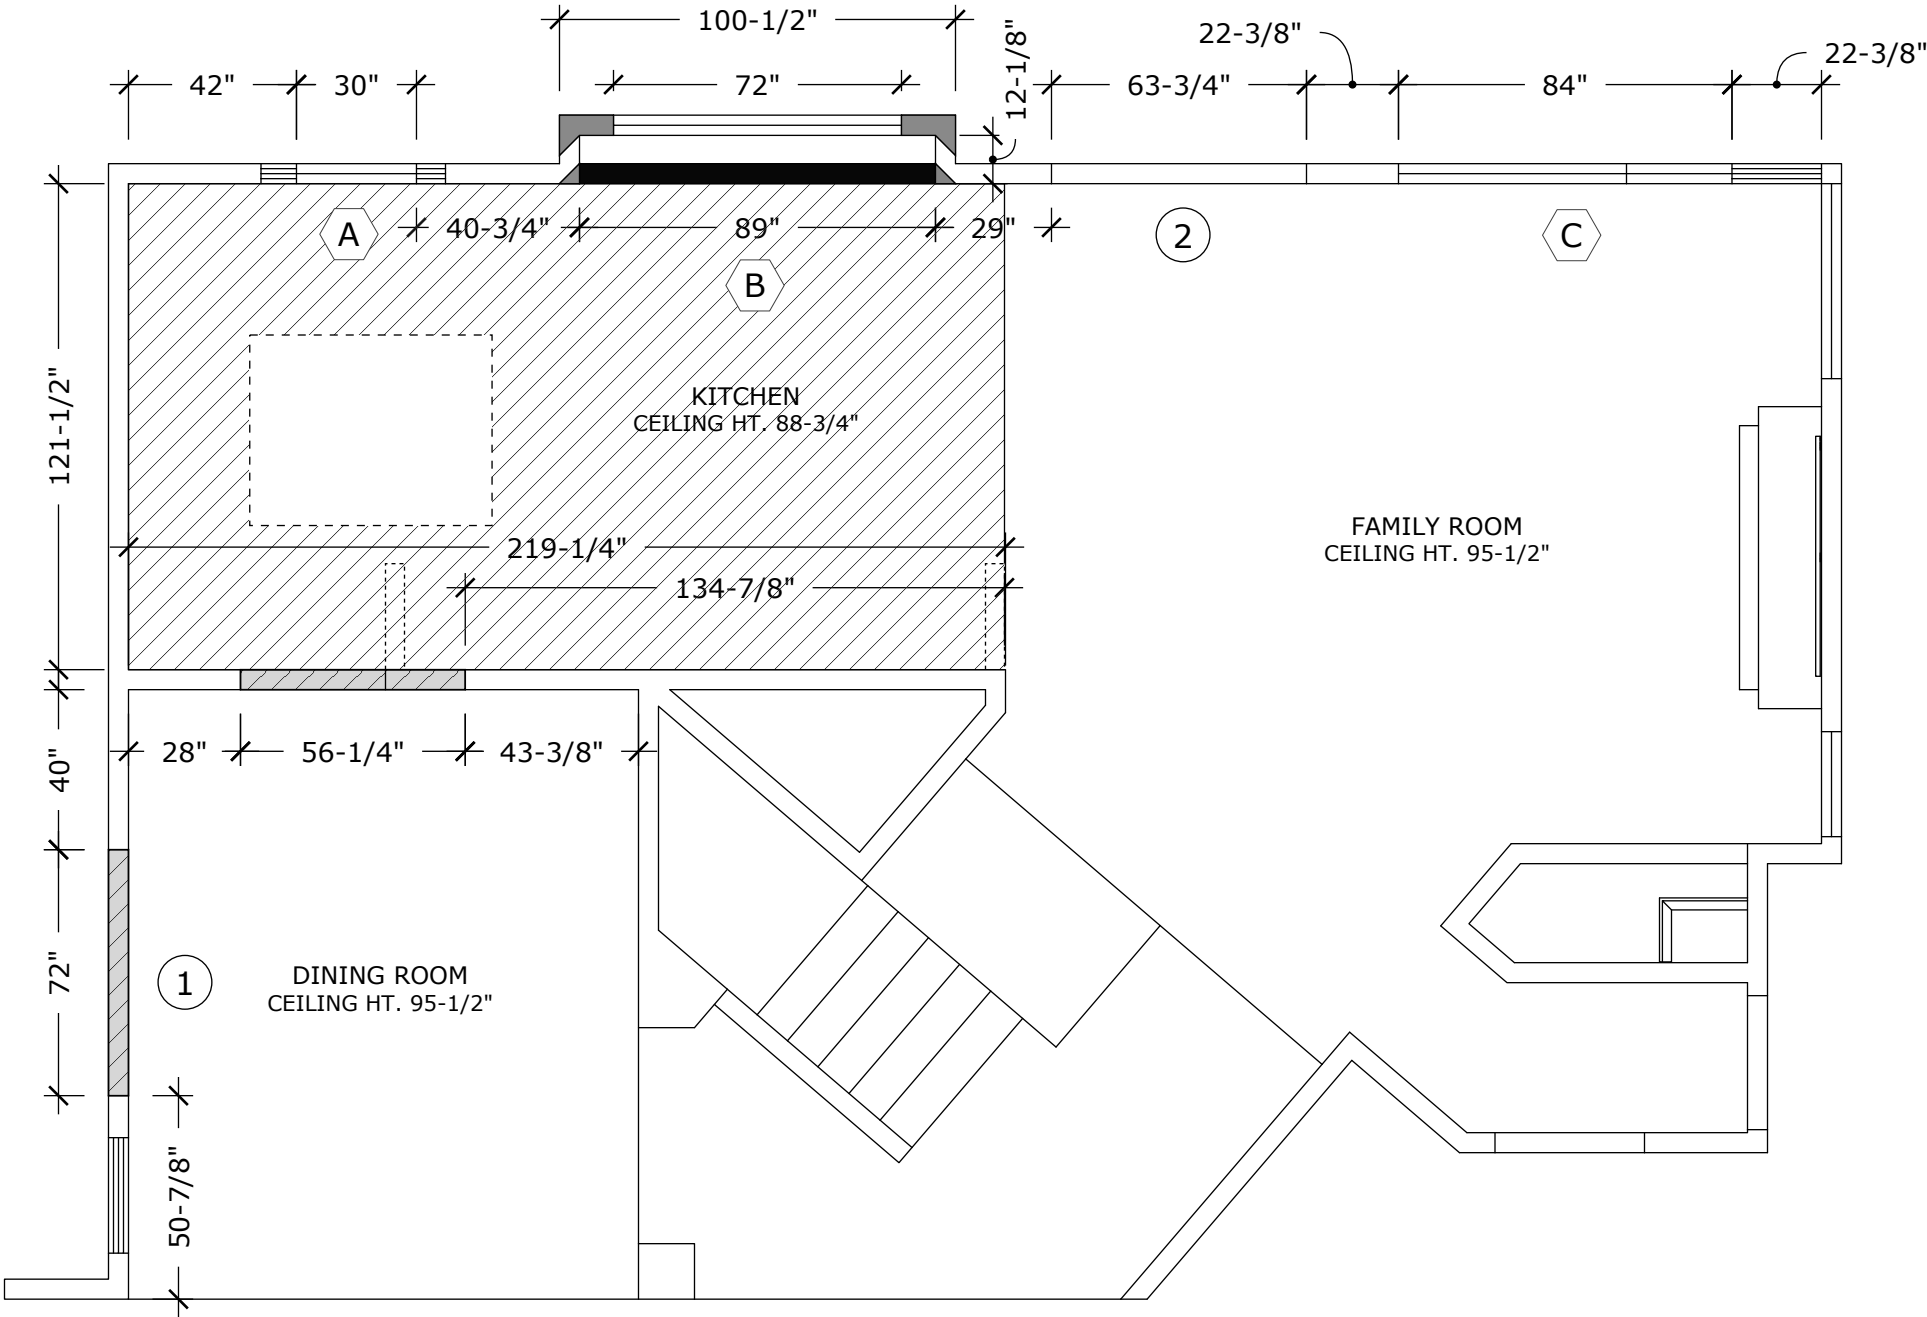 100-1/2"
22-3/8"
22-3/8"
42"
30"
72"
12-1/8"
63-3/4"
84"
A
40-3/4"
89"
29"
2
C
B
121-1/2"
KITCHEN
CEILING HT. 88-3/4"
FAMILY ROOM
CEILING HT. 95-1/2"
219-1/4"
134-7/8"
28"
56-1/4"
43-3/8"
40"
72"
1
DINING ROOM
CEILING HT. 95-1/2"
50-7/8"